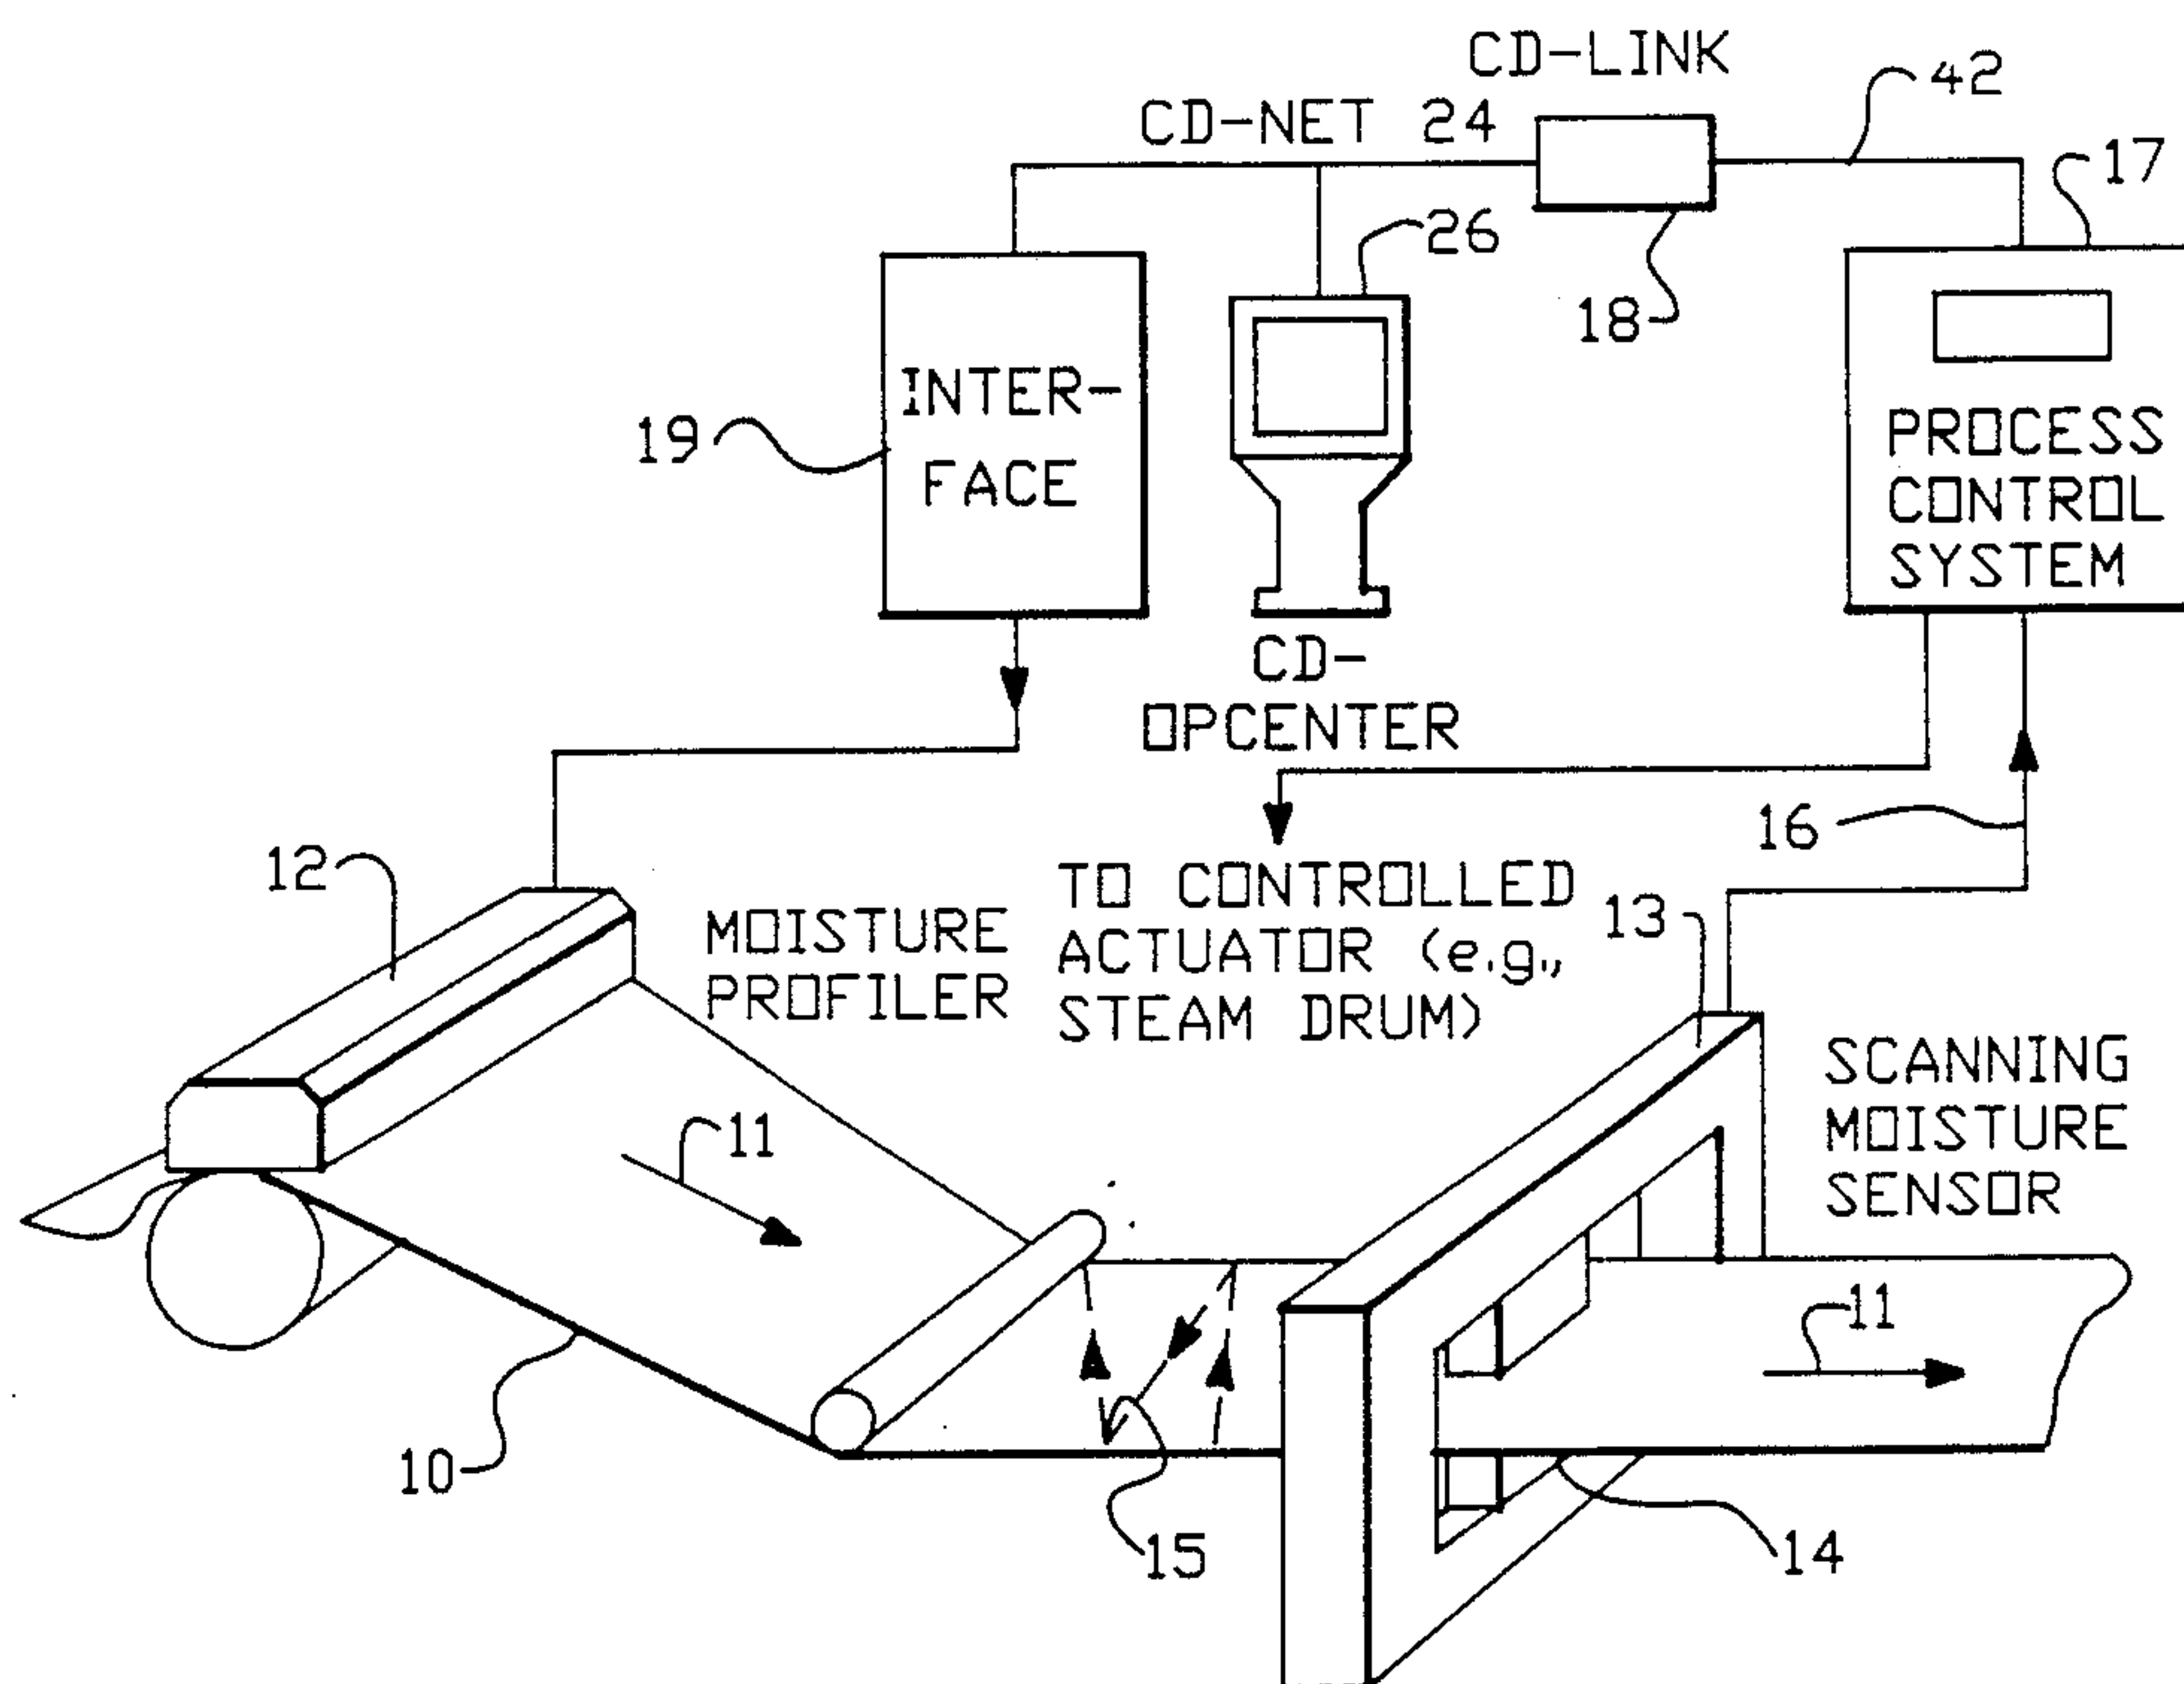 CD-LINK
42
CD-NET 24
17
26
18
INTER-
FACE
19
PROCESS
CONTROL
SYSTEM
CD-
OPCENTER
16
12
TO CONTROLLED
ACTUATOR (e.g.,
STEAM DRUM)
13
MOISTURE
PROFILER
SCANNING
MOISTURE
SENSOR
11
11
10
15
14